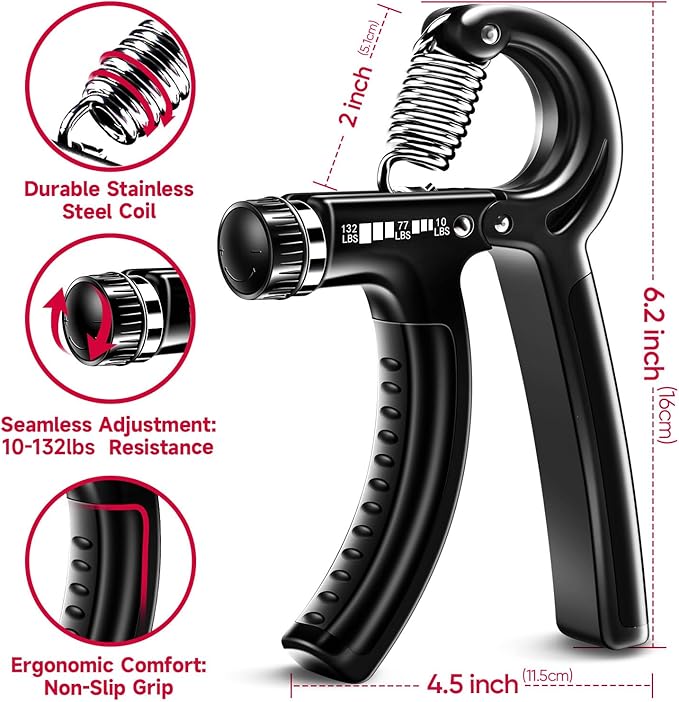 Durable Stainless
Steel Coil
Seamless Adjustment:
10-132lbs Resistance
Ergonomic Comfort:
Non-Slip Grip
2 inch (5.1cm)
132 LBS 77 LBS 10 LBS
6.2 inch (16cm)
4.5 inch (11.5cm)